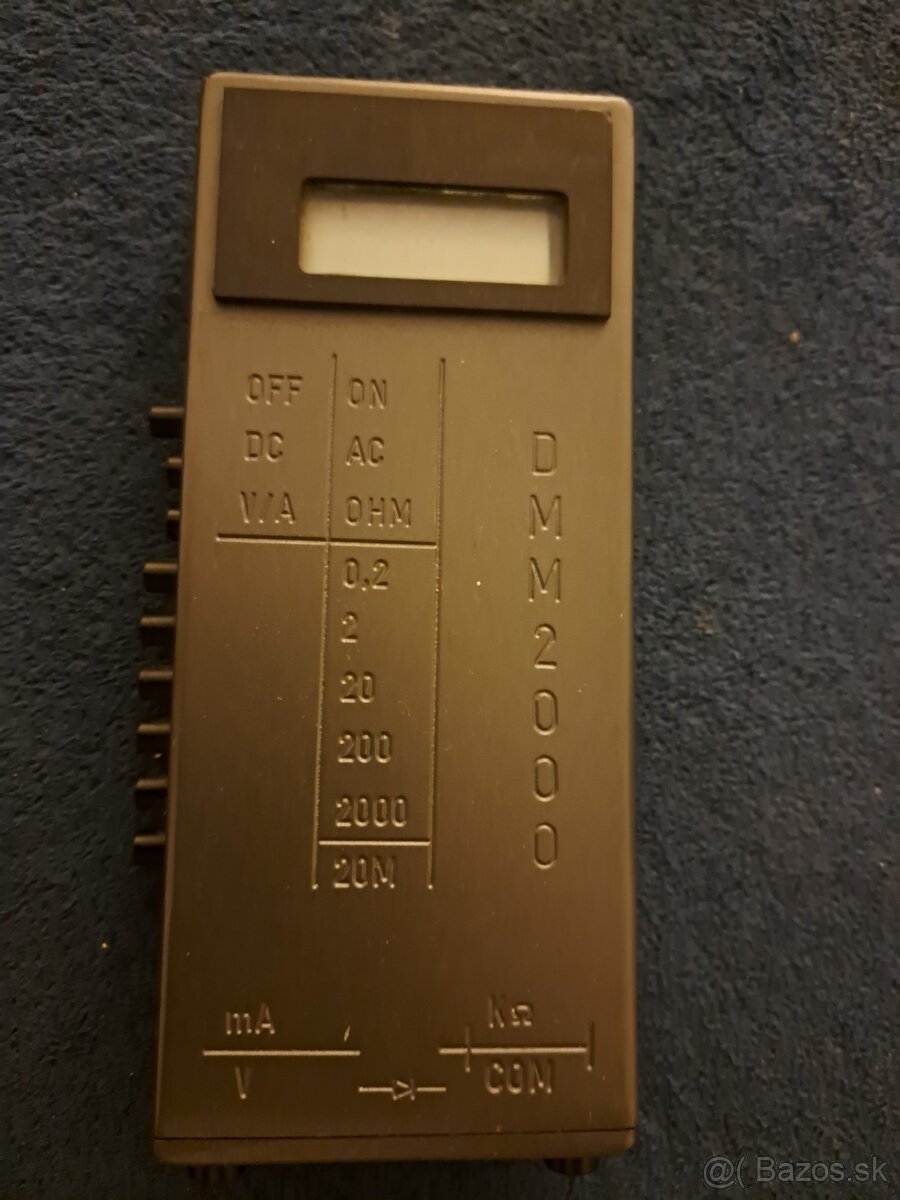 OFF ON
DC AC
V/A OHM
0,2
2
20
200
2000
20M
DMM2000
mA
V
KΩ
COM
@( Bazos.sk